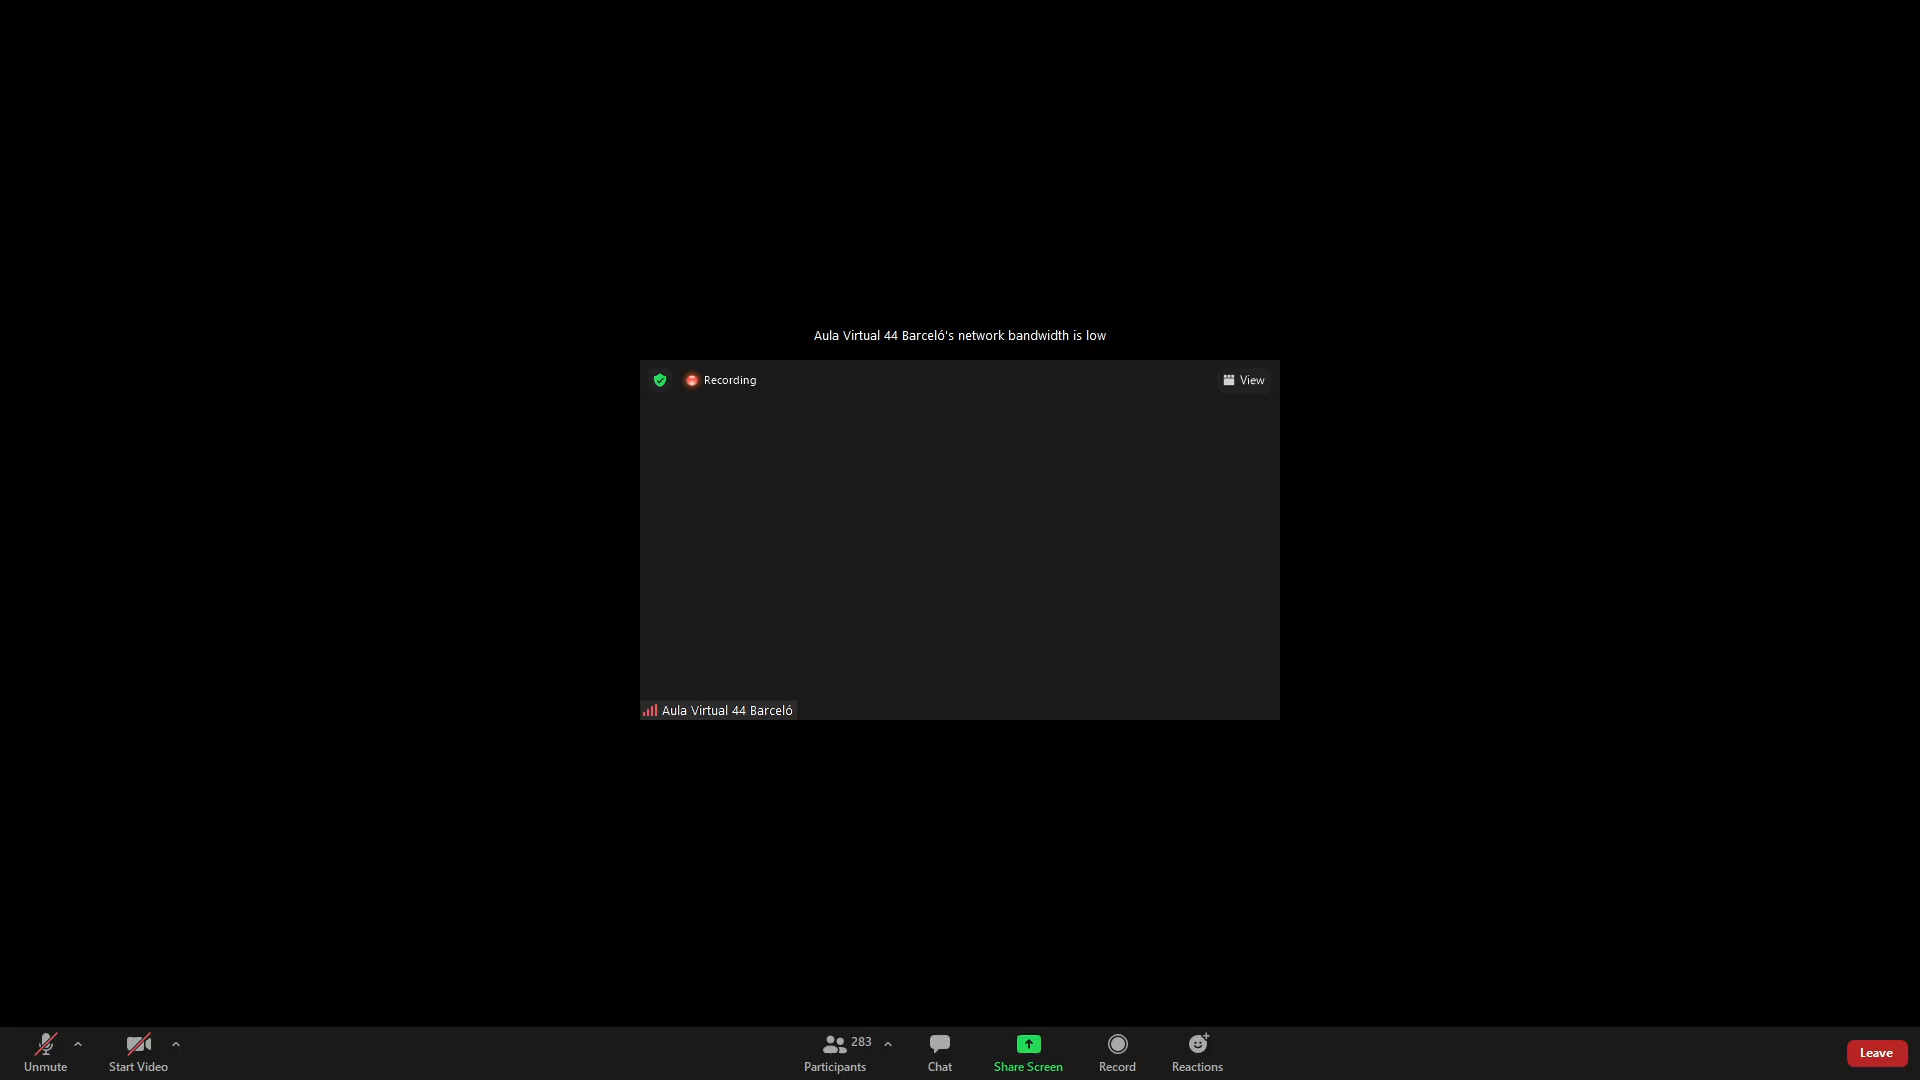 Aula Virtual 44 Barceló's network bandwidth is low
Recording
View
Aula Virtual 44 Barceló
Unmute
Start Video
283
Participants
Chat
Share Screen
Record
Reactions
Leave